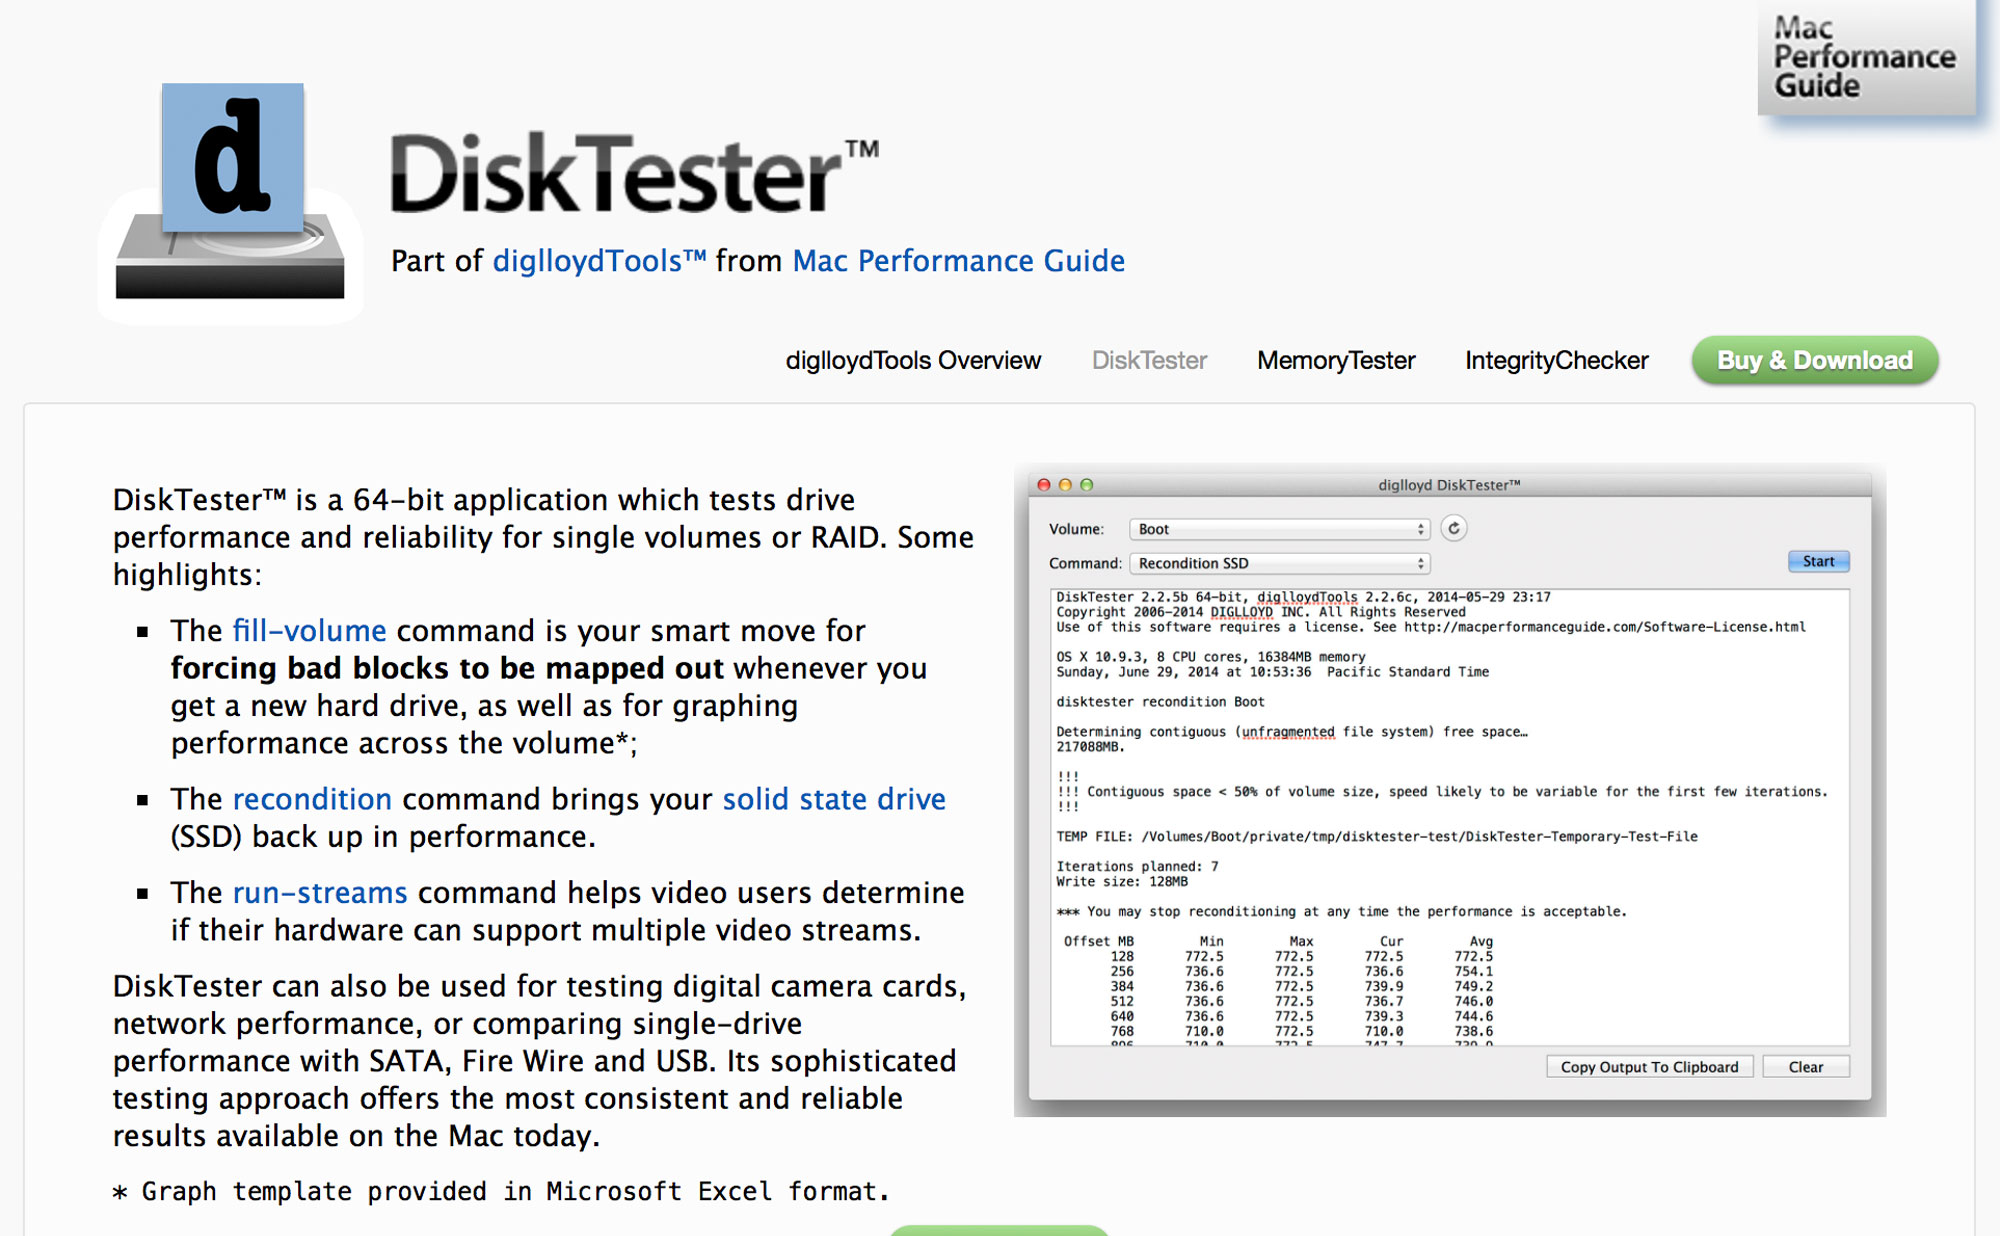 Mac
Performance
Guide
d
DiskTester™
Part of diglloydTools™ from Mac Performance Guide
diglloydTools Overview DiskTester MemoryTester IntegrityChecker Buy & Download
DiskTester™ is a 64-bit application which tests drive
performance and reliability for single volumes or RAID. Some
highlights:
▪ The fill-volume command is your smart move for
forcing bad blocks to be mapped out whenever you
get a new hard drive, as well as for graphing
performance across the volume*;
▪ The recondition command brings your solid state drive
(SSD) back up in performance.
▪ The run-streams command helps video users determine
if their hardware can support multiple video streams.
DiskTester can also be used for testing digital camera cards,
network performance, or comparing single-drive
performance with SATA, Fire Wire and USB. Its sophisticated
testing approach offers the most consistent and reliable
results available on the Mac today.
* Graph template provided in Microsoft Excel format.
diglloyd DiskTester™
Volume: Boot
Command: Recondition SSD
Start
DiskTester 2.2.5b 64-bit, diglloydTools 2.2.6c, 2014-05-29 23:17
Copyright 2006-2014 DIGLLOYD INC. All Rights Reserved
Use of this software requires a license. See http://macperformanceguide.com/Software-License.html
OS X 10.9.3, 8 CPU cores, 16384MB memory
Sunday, June 29, 2014 at 10:53:36 Pacific Standard Time
disktester recondition Boot
Determining contiguous (unfragmented file system) free space…
217088MB.
!!!
!!! Contiguous space < 50% of volume size, speed likely to be variable for the first few iterations.
!!!
TEMP FILE: /Volumes/Boot/private/tmp/disktester-test/DiskTester-Temporary-Test-File
Iterations planned: 7
Write size: 128MB
*** You may stop reconditioning at any time the performance is acceptable.
Offset MB Min Max Cur Avg
128 772.5 772.5 772.5 772.5
256 736.6 772.5 736.6 754.1
384 736.6 772.5 739.9 749.2
512 736.6 772.5 736.7 746.0
640 736.6 772.5 739.3 744.6
768 710.0 772.5 710.0 738.6
Copy Output To Clipboard Clear